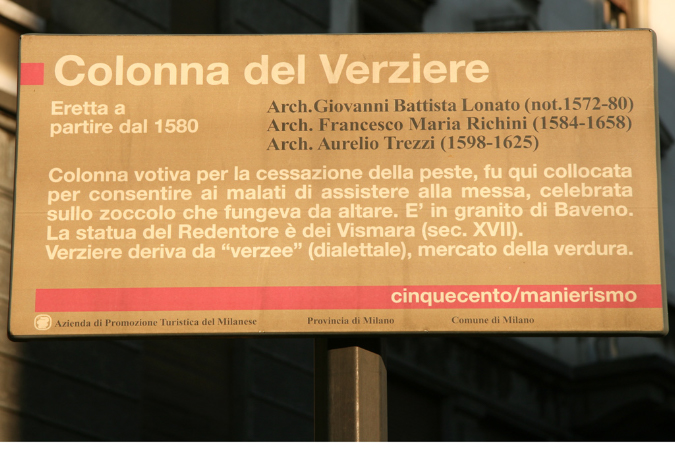 Colonna del Verziere
Eretta a
partire dal 1580
Arch.Giovanni Battista Lonato (not.1572-80)
Arch. Francesco Maria Richini (1584-1658)
Arch. Aurelio Trezzi (1598-1625)
Colonna votiva per la cessazione della peste, fu qui collocata
per consentire ai malati di assistere alla messa, celebrata
sullo zoccolo che fungeva da altare. E' in granito di Baveno.
La statua del Redentore è dei Vismara (sec. XVII).
Verziere deriva da “verzee” (dialettale), mercato della verdura.
cinquecento/manierismo
Azienda di Promozione Turistica del Milanese Provincia di Milano Comune di Milano